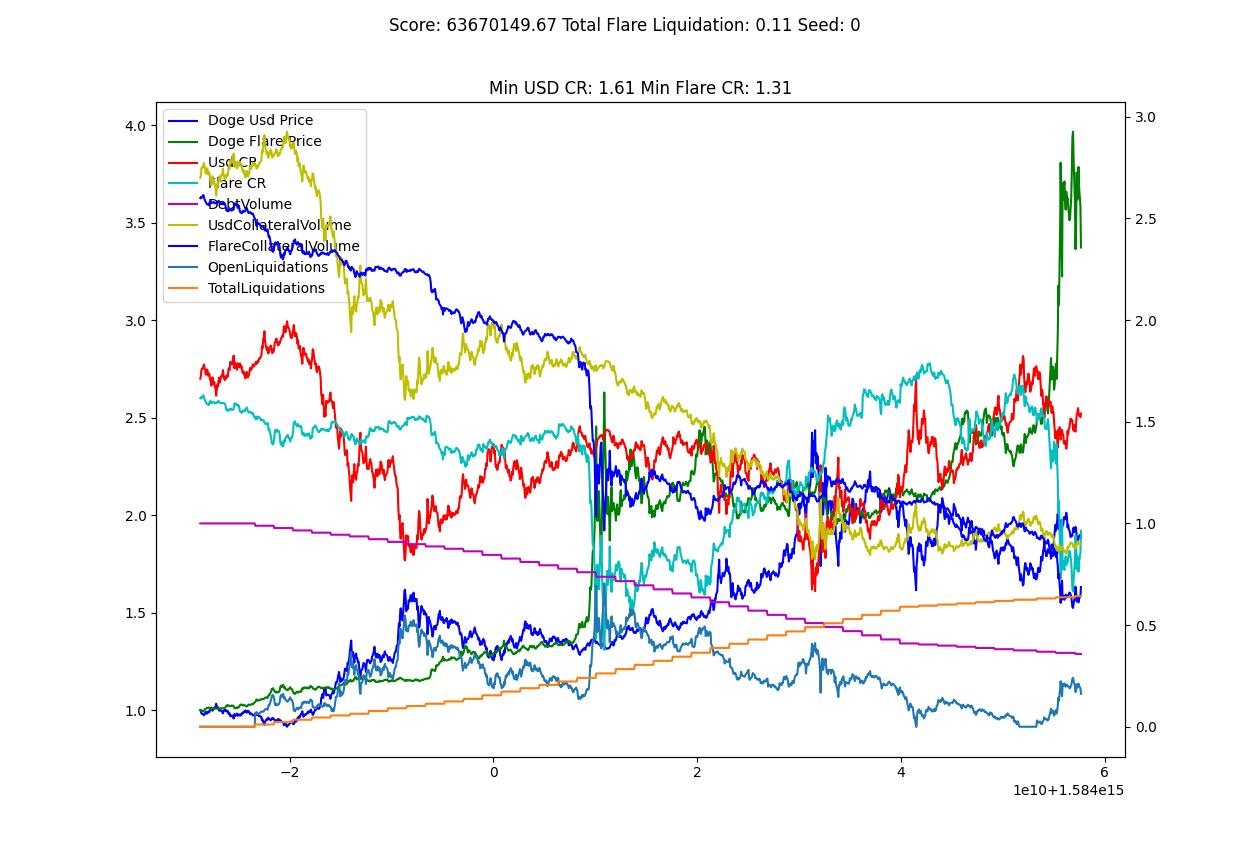 Score: 63670149.67 Total Flare Liquidation: 0.11 Seed: 0
Min USD CR: 1.61 Min Flare CR: 1.31
4.0
3.5
3.0
2.5
2.0
1.5
1.0
Doge Usd Price
Doge Flare Price
Usd CR
Flare CR
DebtVolume
UsdCollateralVolume
FlareCollateralVolume
OpenLiquidations
TotalLiquidations
3.0
2.5
2.0
1.5
1.0
0.5
0.0
−2
0
2
4
6
1e10+1.584e15